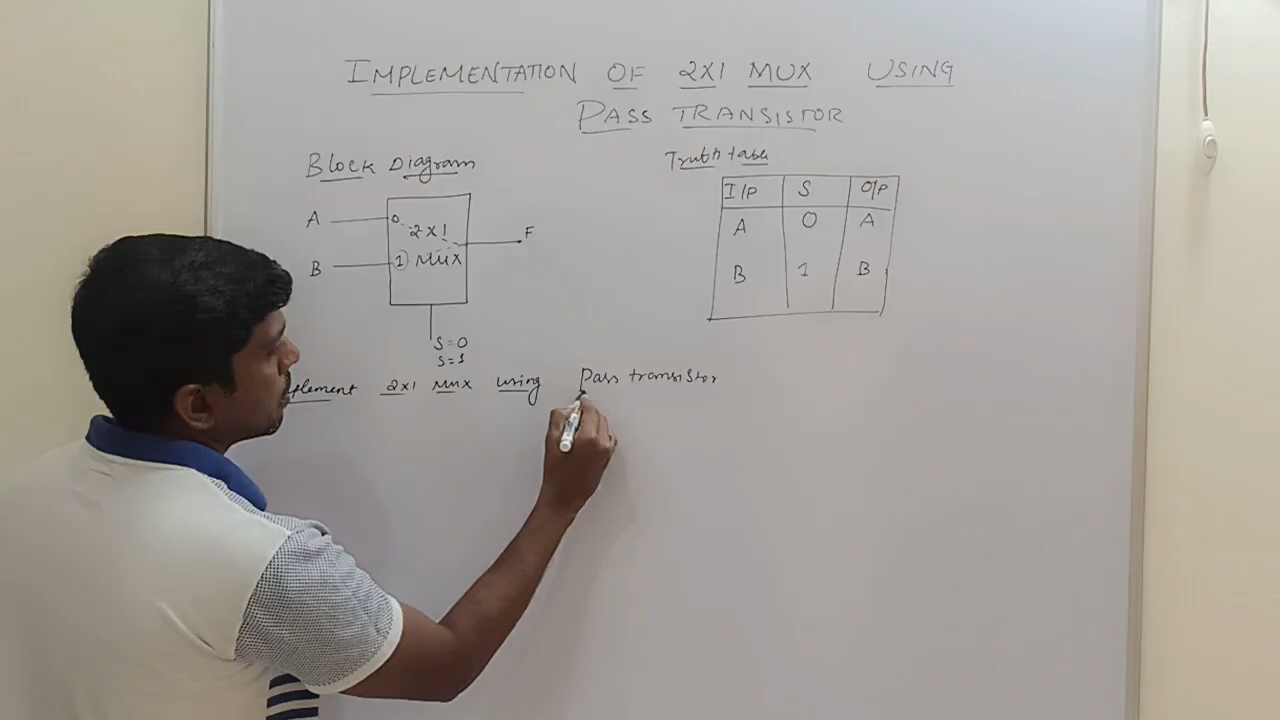 IMPLEMENTATION OF 2X1 MUX USING
PASS TRANSISTOR
Block Diagram
A 0 2x1 F
B 1 MUX
S=0
S=1
Truth table
I/P S O/P
A 0 A
B 1 B
2x1 Mux using Pass transistor